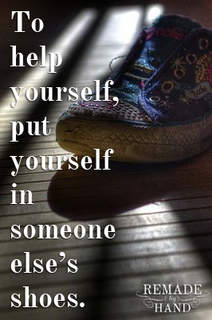 To
help
yourself,
put
yourself
in
someone
else's
shoes.
REMADE
by
HAND